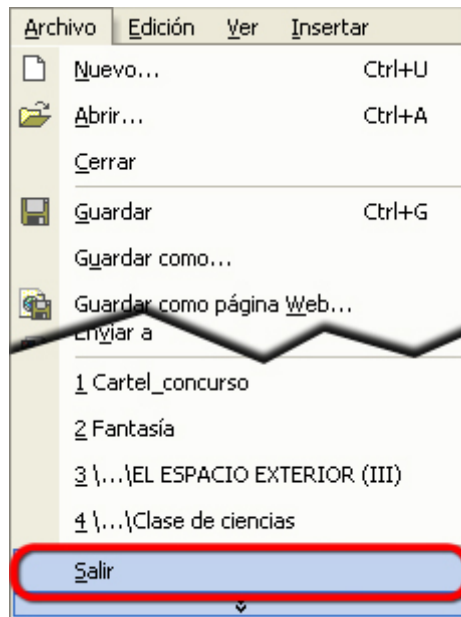 Archivo Edición Ver Insertar
Nuevo... Ctrl+U
Abrir... Ctrl+A
Cerrar
Guardar Ctrl+G
Guardar como...
Guardar como página Web...
Enviar a
1 Cartel_concurso
2 Fantasía
3 \...\EL ESPACIO EXTERIOR (III)
4 \...\Clase de ciencias
Salir